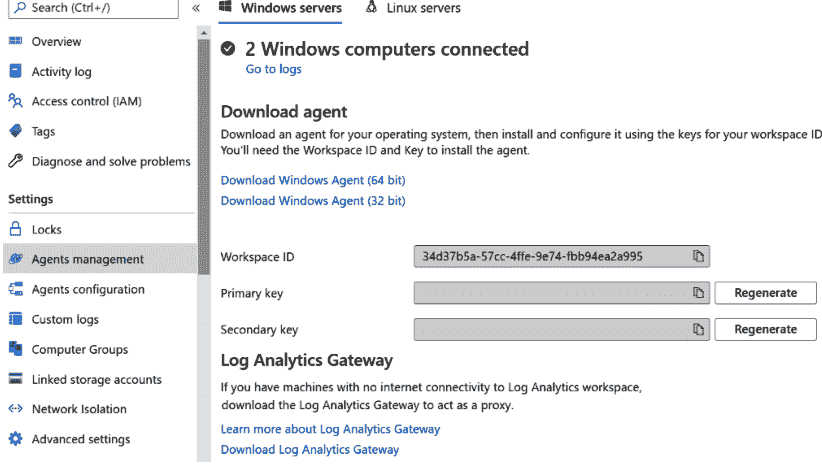 Search (Ctrl+/)
«
Overview
Activity log
Access control (IAM)
Tags
Diagnose and solve problems
Settings
Locks
Agents management
Agents configuration
Custom logs
Computer Groups
Linked storage accounts
Network Isolation
Advanced settings
Windows servers
Linux servers
2 Windows computers connected
Go to logs
Download agent
Download an agent for your operating system, then install and configure it using the keys for your workspace ID
You'll need the Workspace ID and Key to install the agent.
Download Windows Agent (64 bit)
Download Windows Agent (32 bit)
Workspace ID
34d37b5a-57cc-4ffe-9e74-fbb94ea2a995
Primary key
Regenerate
Secondary key
Regenerate
Log Analytics Gateway
If you have machines with no internet connectivity to Log Analytics workspace,
download the Log Analytics Gateway to act as a proxy.
Learn more about Log Analytics Gateway
Download Log Analytics Gateway